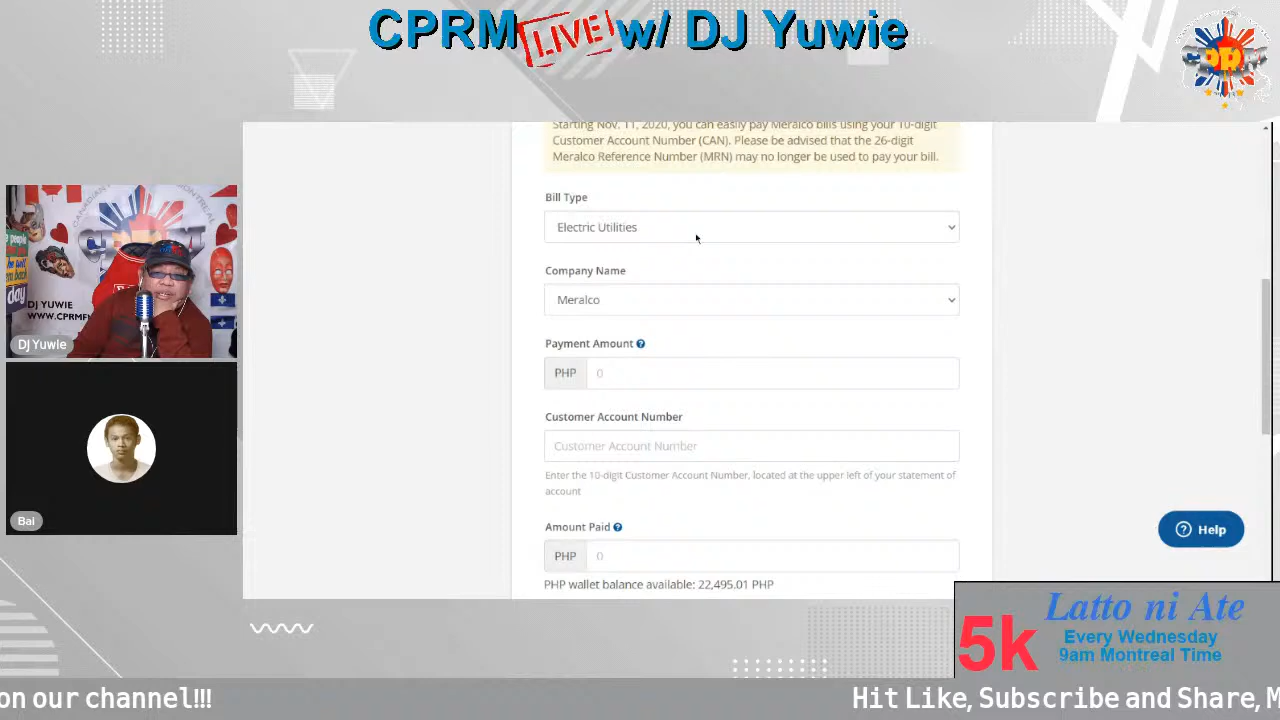 CPRM LIVE! w/ DJ Yuwie
CPRM
Starting Nov. 11, 2020, you can easily pay Meralco bills using your 10-digit
Customer Account Number (CAN). Please be advised that the 26-digit
Meralco Reference Number (MRN) may no longer be used to pay your bill.
Bill Type
Electric Utilities
Company Name
Meralco
Payment Amount
PHP 0
Customer Account Number
Customer Account Number
Enter the 10-digit Customer Account Number, located at the upper left of your statement of
account
Amount Paid
PHP 0
PHP wallet balance available: 22,495.01 PHP
Help
people
day
DJ YUWIE
DJ Yuwie
Bai
Latto ni Ate
5k
Every Wednesday
9am Montreal Time
on our channel!!!
Hit Like, Subscribe and Share, M